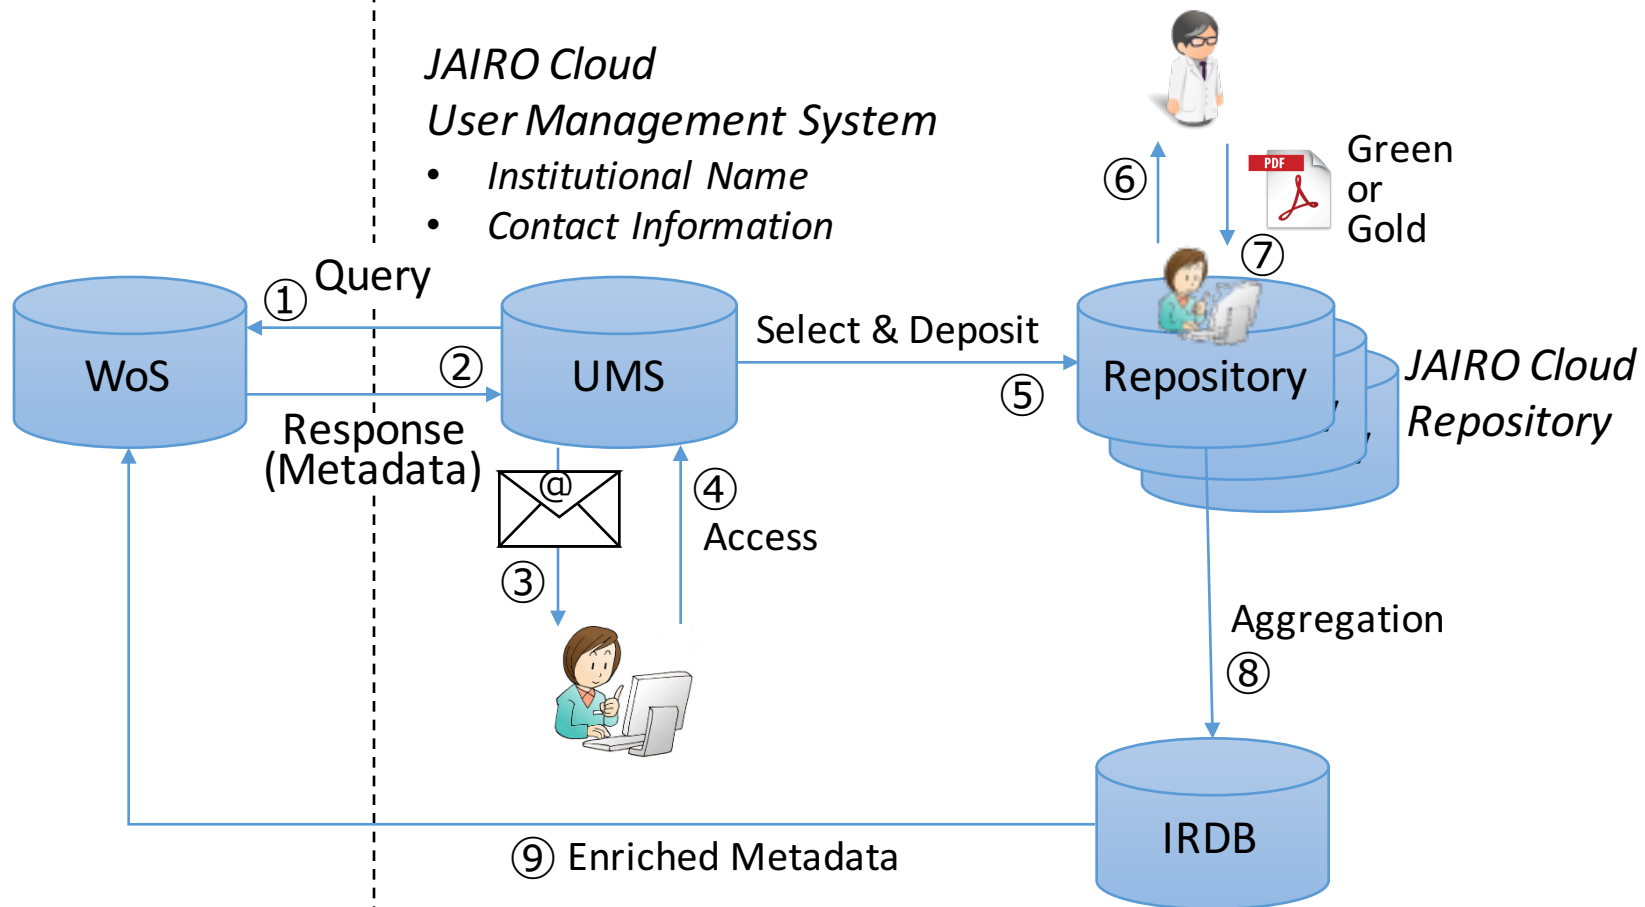 JAIRO Cloud
User Management System
• Institutional Name
• Contact Information
⑥
PDF
Green
or
Gold
⑦
① Query
WoS
②
Response
(Metadata)
UMS
Select & Deposit
⑤
Repository
JAIRO Cloud
Repository
@
③
④
Access
Aggregation
⑧
IRDB
⑨ Enriched Metadata